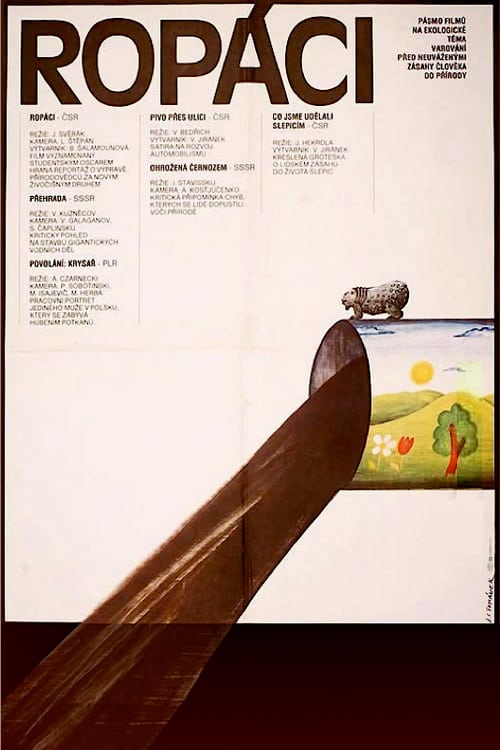 ROPÁCI
PÁSMO FILMŮ
NA EKOLOGICKÉ
TÉMA
VAROVÁNÍ
PŘED NEUVÁŽENÝMI
ZÁSAHY ČLOVĚKA
DO PŘÍRODY
ROPÁCI - ČSR
REŽIE: J. SVĚRÁK
KAMERA: L. ŠTĚPÁN
VÝTVARNÍK: B. ŠALAMOUNOVÁ
FILM VYZNAMENANÝ
STUDENTSKÝM OSCAREM
HRANÁ REPORTÁŽ O VÝPRAVĚ
PŘÍRODOVĚDCŮ ZA NOVÝM
ŽIVOČIŠNÝM DRUHEM
PŘEHRADA - SSSR
REŽIE: V. KUZNĚCOV
KAMERA: V. GALAGANOV,
S. ČAPLINSKIJ
KRITICKÝ POHLED
NA STAVBU GIGANTICKÝCH
VODNÍCH DĚL
POVOLÁNÍ: KRYSAŘ - PLR
REŽIE: A. CZARNECKI
KAMERA: P. SOBOTINSKI,
M. ISAJEVIČ, M. HERBA
PRACOVNÍ PORTRÉT
JEDINÉHO MUŽE V POLSKU,
KTERÝ SE ZABÝVÁ
HUBENÍM POTKANŮ
PIVO PŘES ULICI - ČSR
REŽIE: V. BEDŘICH
VÝTVARNÍK: V. JIRÁNEK
SATIRA NA ROZVOJ
AUTOMOBILISMU
OHROŽENÁ ČERNOZEM - SSSR
REŽIE: I. STAVISSKIJ
KAMERA: A. KOSTJUČENKO
KRITICKÁ PŘIPOMÍNKA CHYB,
KTERÝCH SE LIDÉ DOPUSTILI
VŮČI PŘÍRODĚ
CO JSME UDĚLALI
SLEPICÍM - ČSR
REŽIE: J. HEKRDLA
VÝTVARNÍK: V. JIRÁNEK
KRESLENÁ GROTESKA
O LIDSKÉM ZÁSAHU
DO ŽIVOTA SLEPIC